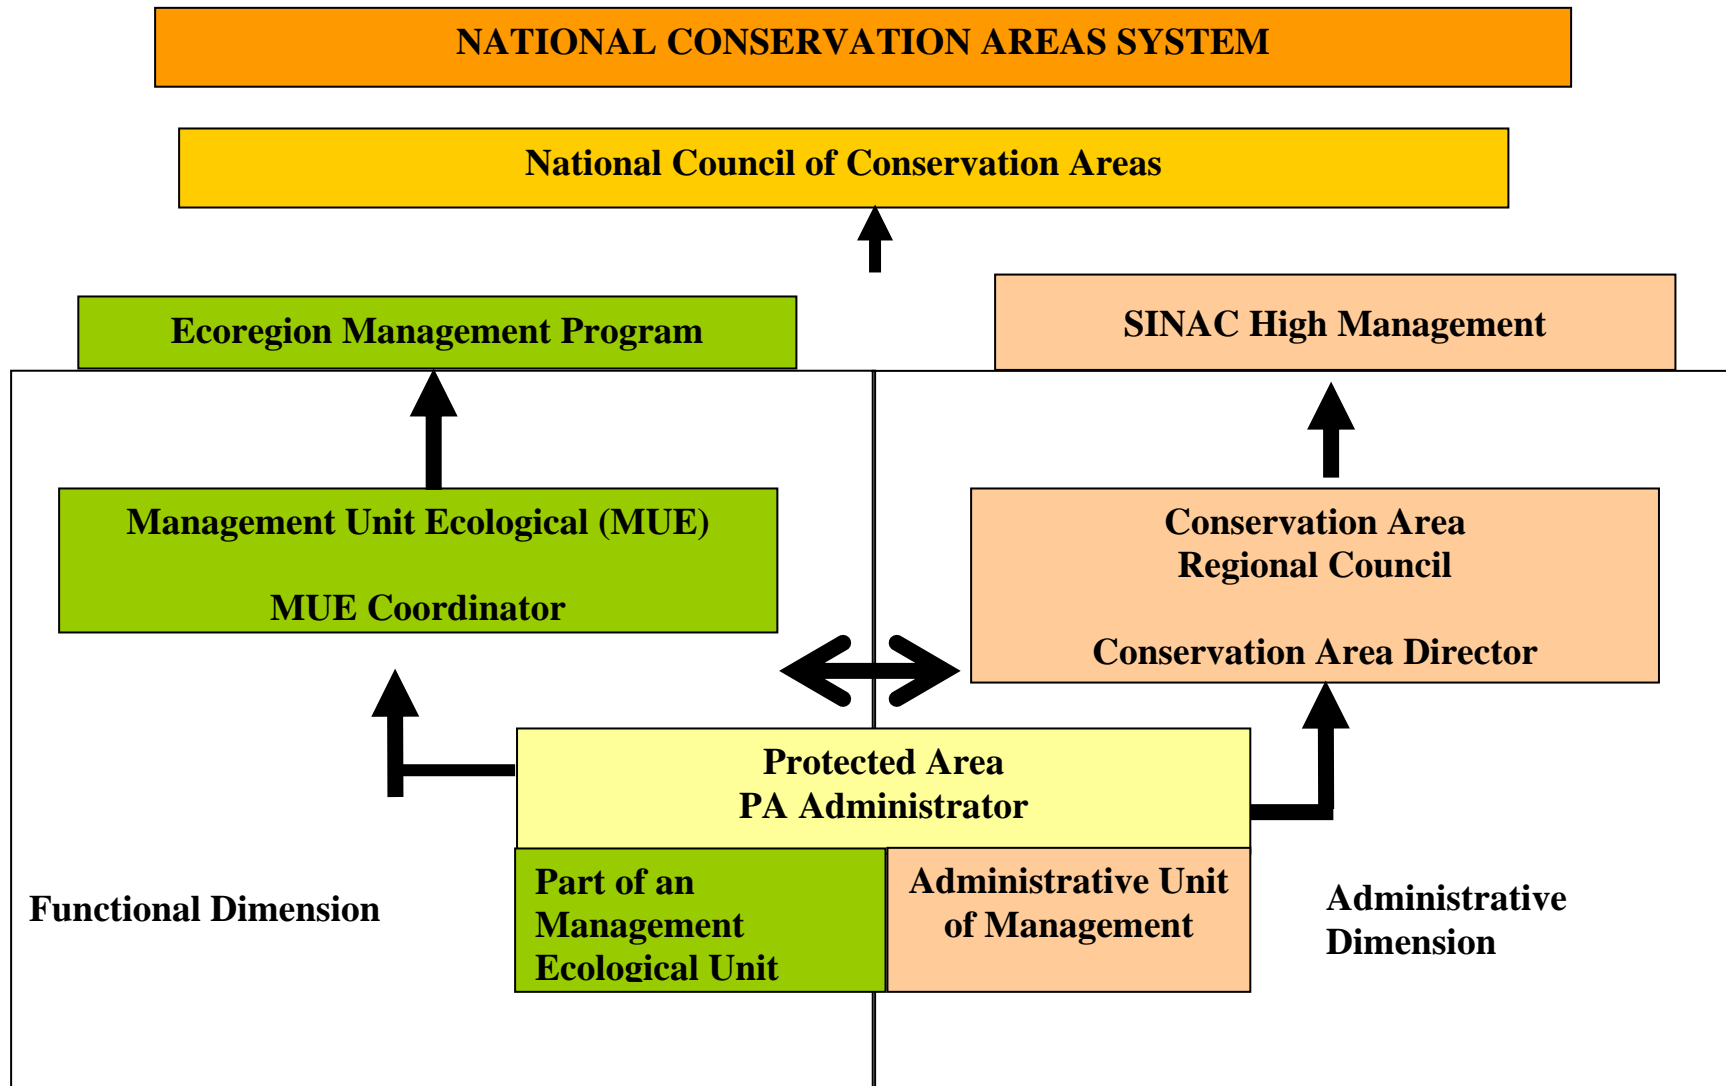 NATIONAL CONSERVATION AREAS SYSTEM
National Council of Conservation Areas
Ecoregion Management Program
SINAC High Management
Management Unit Ecological (MUE)
MUE Coordinator
Conservation Area
Regional Council
Conservation Area Director
Protected Area
PA Administrator
Functional Dimension
Part of an
Management
Ecological Unit
Administrative Unit
of Management
Administrative
Dimension